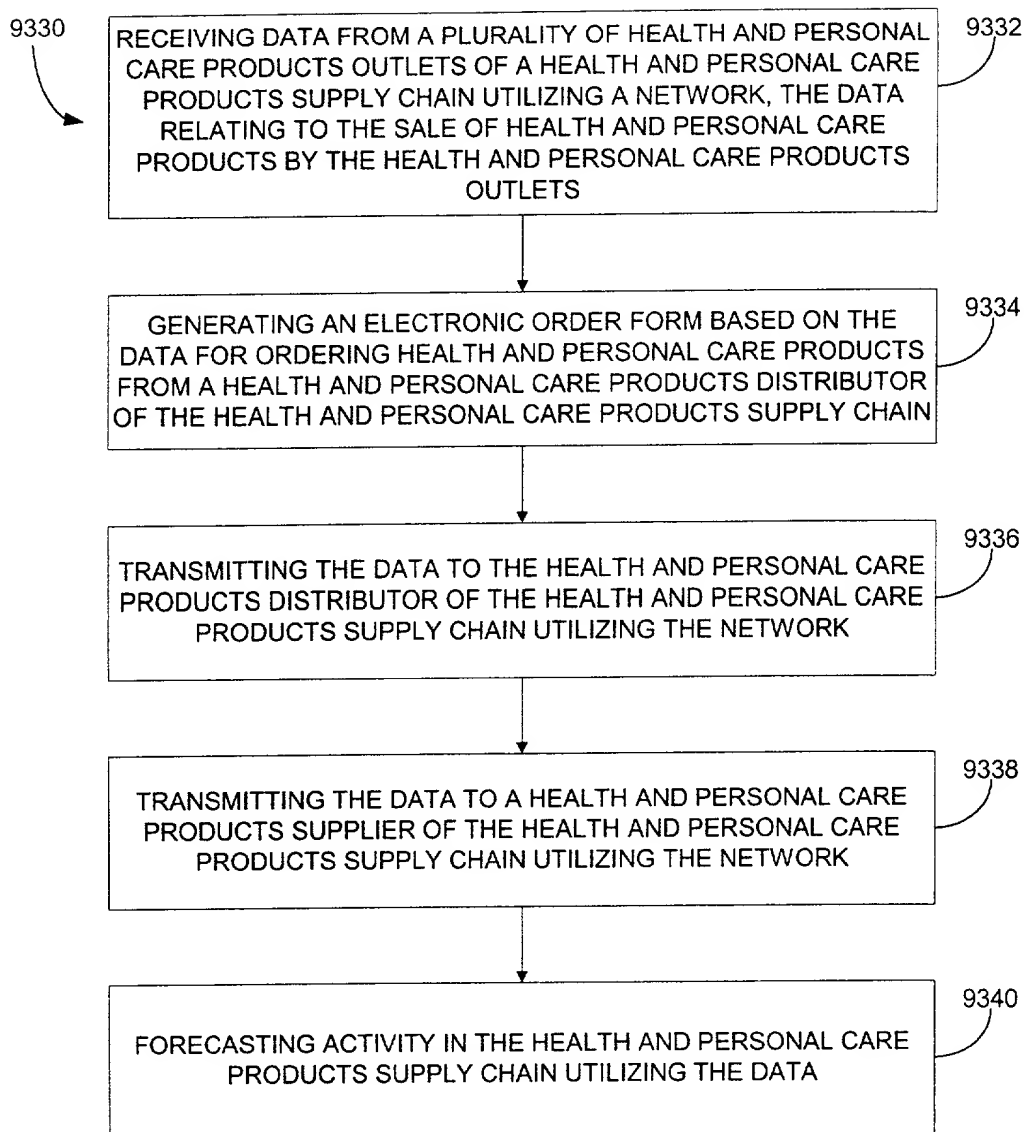 9330
RECEIVING DATA FROM A PLURALITY OF HEALTH AND PERSONAL
CARE PRODUCTS OUTLETS OF A HEALTH AND PERSONAL CARE
PRODUCTS SUPPLY CHAIN UTILIZING A NETWORK, THE DATA
RELATING TO THE SALE OF HEALTH AND PERSONAL CARE
PRODUCTS BY THE HEALTH AND PERSONAL CARE PRODUCTS
OUTLETS
9332
GENERATING AN ELECTRONIC ORDER FORM BASED ON THE
DATA FOR ORDERING HEALTH AND PERSONAL CARE PRODUCTS
FROM A HEALTH AND PERSONAL CARE PRODUCTS DISTRIBUTOR
OF THE HEALTH AND PERSONAL CARE PRODUCTS SUPPLY CHAIN
9334
TRANSMITTING THE DATA TO THE HEALTH AND PERSONAL CARE
PRODUCTS DISTRIBUTOR OF THE HEALTH AND PERSONAL CARE
PRODUCTS SUPPLY CHAIN UTILIZING THE NETWORK
9336
TRANSMITTING THE DATA TO A HEALTH AND PERSONAL CARE
PRODUCTS SUPPLIER OF THE HEALTH AND PERSONAL CARE
PRODUCTS SUPPLY CHAIN UTILIZING THE NETWORK
9338
FORECASTING ACTIVITY IN THE HEALTH AND PERSONAL CARE
PRODUCTS SUPPLY CHAIN UTILIZING THE DATA
9340